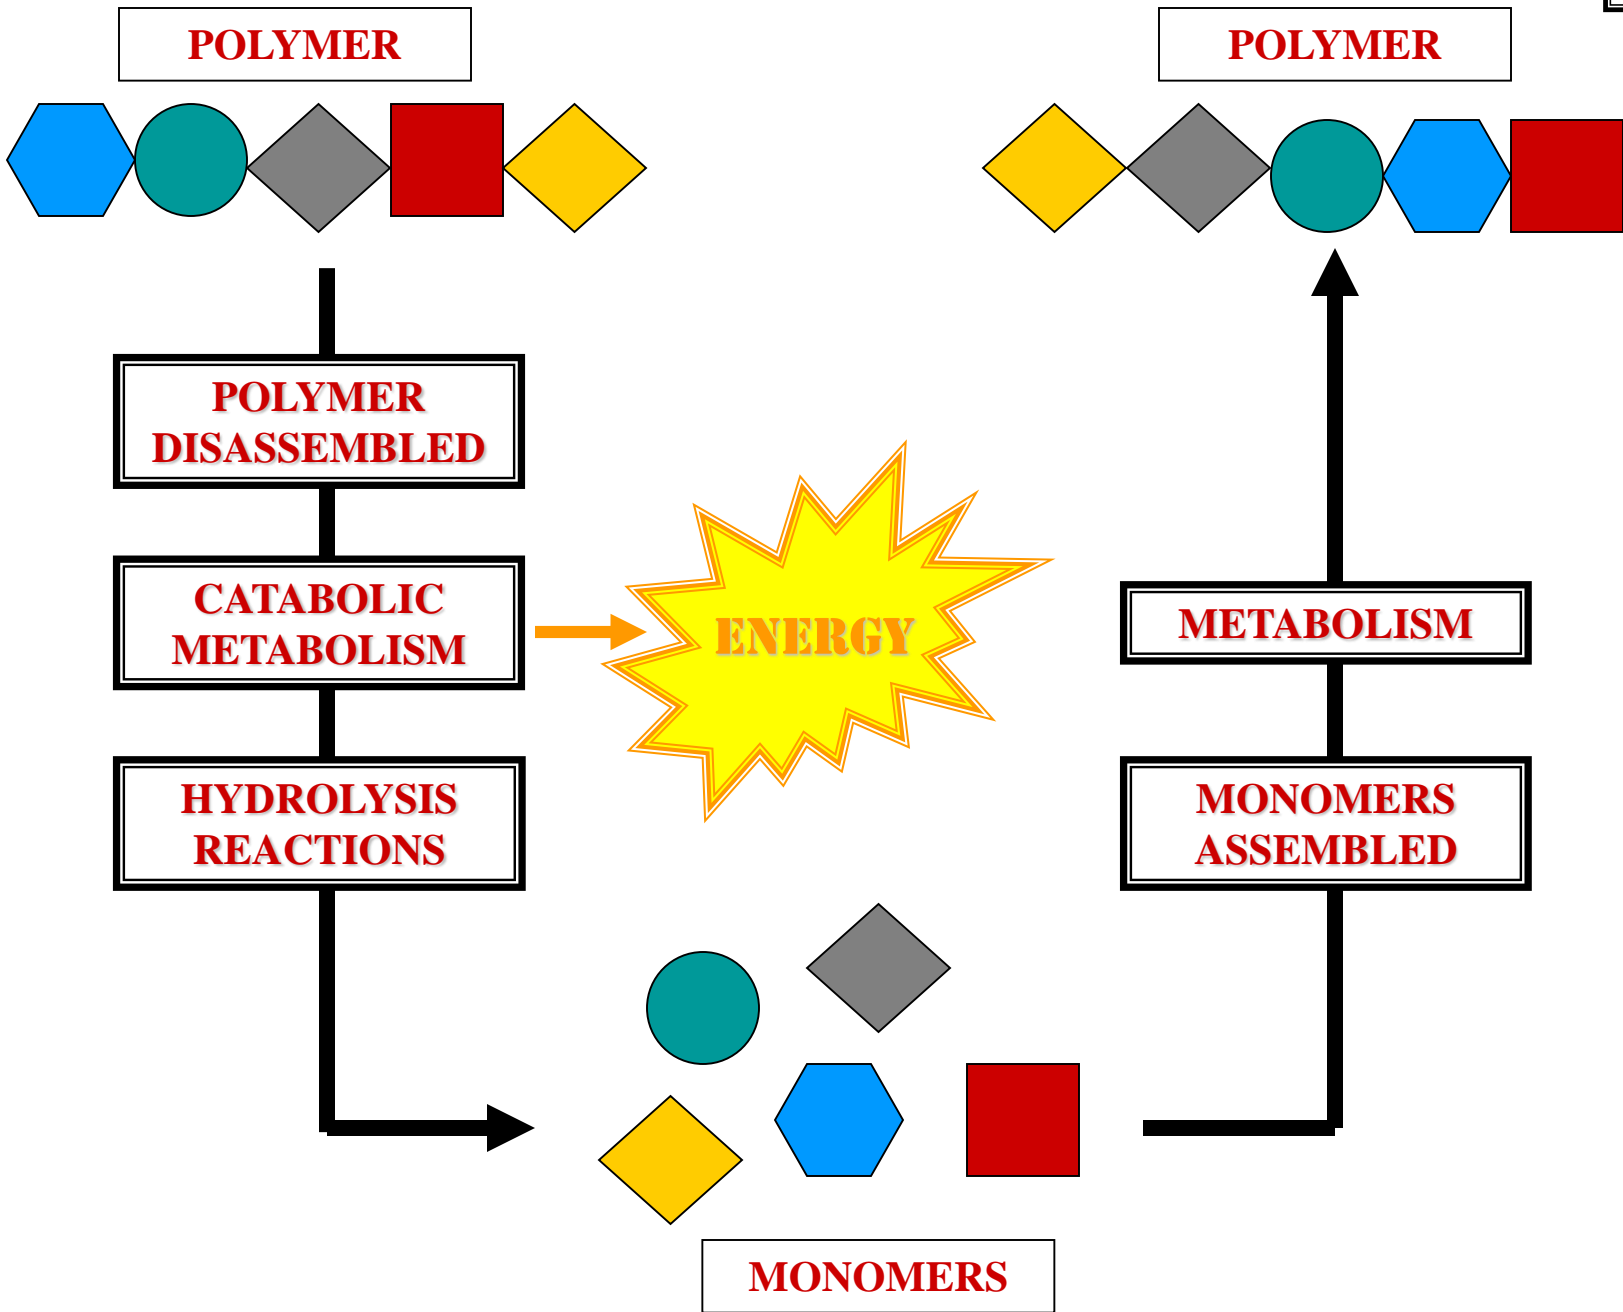 POLYMER
POLYMER
POLYMER
DISASSEMBLED
CATABOLIC
METABOLISM
ENERGY
METABOLISM
HYDROLYSIS
REACTIONS
MONOMERS
ASSEMBLED
MONOMERS